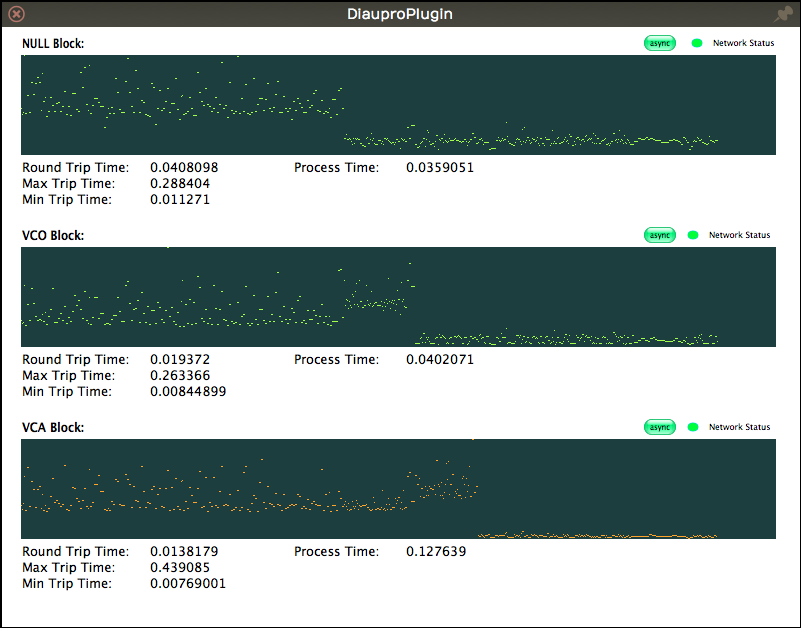 DiauproPlugin
NULL Block: async Network Status
Round Trip Time: 0.0408098 Process Time: 0.0359051
Max Trip Time: 0.288404
Min Trip Time: 0.011271
VCO Block: async Network Status
Round Trip Time: 0.019372 Process Time: 0.0402071
Max Trip Time: 0.263366
Min Trip Time: 0.00844899
VCA Block: async Network Status
Round Trip Time: 0.0138179 Process Time: 0.127639
Max Trip Time: 0.439085
Min Trip Time: 0.00769001